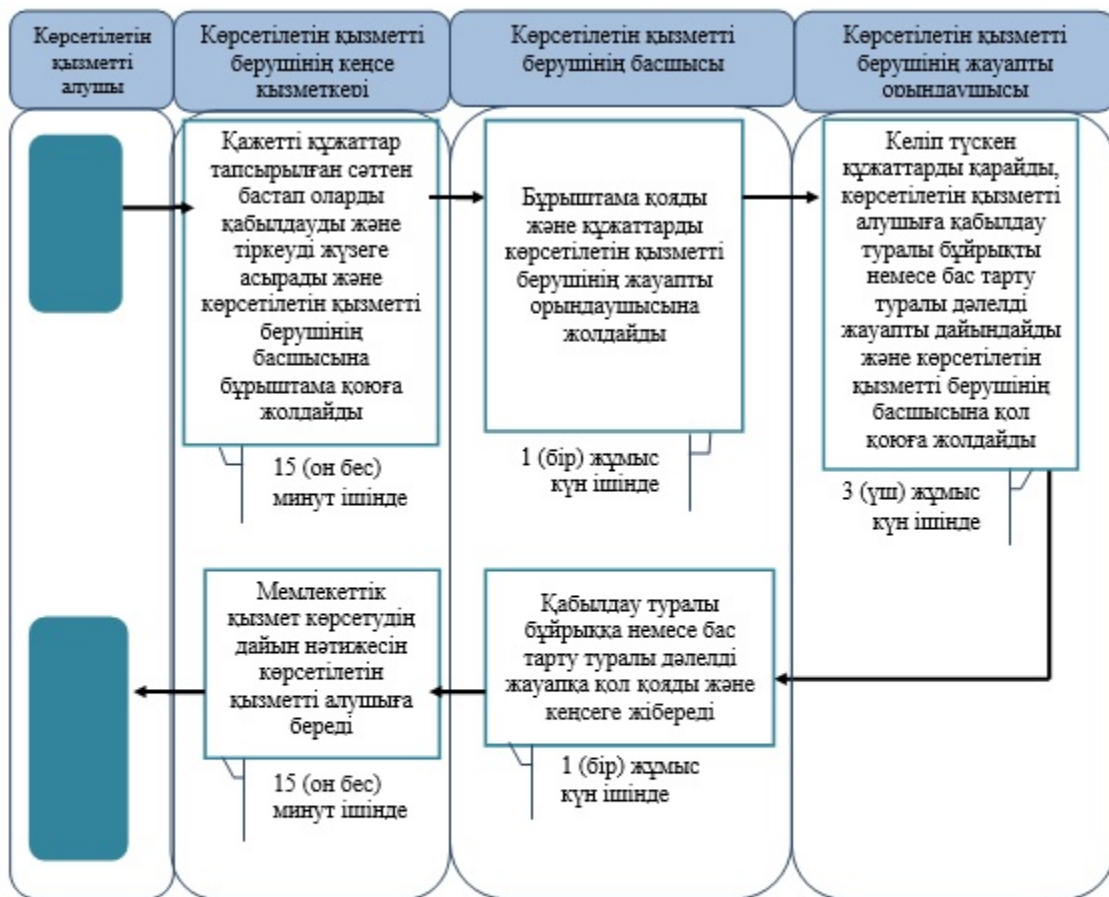 Көрсетілетін
қызметті
алушы
Көрсетілетін қызметті
берушінің кеңсе
қызметкері
Көрсетілетін қызметті
берушінің басшысы
Көрсетілетін қызметті
берушінің жауапты
орындаушысы
Қажетті құжаттар
тапсырылған сәттен
бастап оларды
қабылдауды және
тіркеуді жүзеге
асырады және
көрсетілетін қызметті
берушінің
басшысына
бұрыштама қоюға
жолдайды
15 (он бес)
минут ішінде
Бұрыштама қояды
және құжаттарды
көрсетілетін қызметті
берушінің жауапты
орындаушысына
жолдайды
1 (бір) жұмыс
күн ішінде
Келіп түскен
құжаттарды қарайды,
көрсетілетін қызметті
алушыға қабылдау
туралы бұйрықты
немесе бас тарту
туралы дәлелді
жауапты дайындайды
және көрсетілетін
қызметті берушінің
басшысына қол
қоюға жолдайды
3 (үш) жұмыс
күн ішінде
Қабылдау туралы
бұйрыққа немесе бас
тарту туралы дәлелді
жауапқа қол қояды және
кеңсеге жібереді
1 (бір) жұмыс
күн ішінде
Мемлекеттік
қызмет көрсетудің
дайын нәтижесін
көрсетілетін
қызметті алушыға
береді
15 (он бес)
минут ішінде